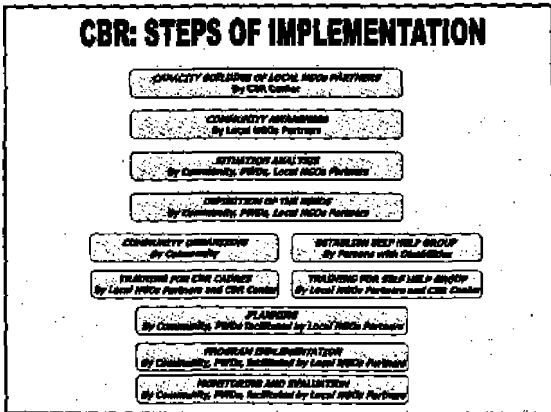 CBR: STEPS OF IMPLEMENTATION
CAPACITY BUILDING OF LOCAL NGOs PARTNERS
By CBR Center
COMMUNITY AWARENESS
By Local NGOs Partners
SITUATION ANALYSIS
By Community, PWDs, Local NGOs Partners
DEFINITION OF THE NEEDS
By Community, PWDs, Local NGOs Partners
COMMUNITY
By Community
ESTABLISH SELF HELP GROUP
By Persons with Disabilities
TRAINING FOR CBR CADRES
By Local NGOs Partners and CBR Center
TRAINING FOR SELF HELP GROUP
By Local NGOs Partners and CBR Center
PLANNING
By Community, PWDs facilitated by Local NGOs Partners
PROGRAM IMPLEMENTATION
By Community, PWDs, facilitated by Local NGOs Partners
MONITORING AND EVALUATION
By Community, PWDs, facilitated by Local NGOs Partners